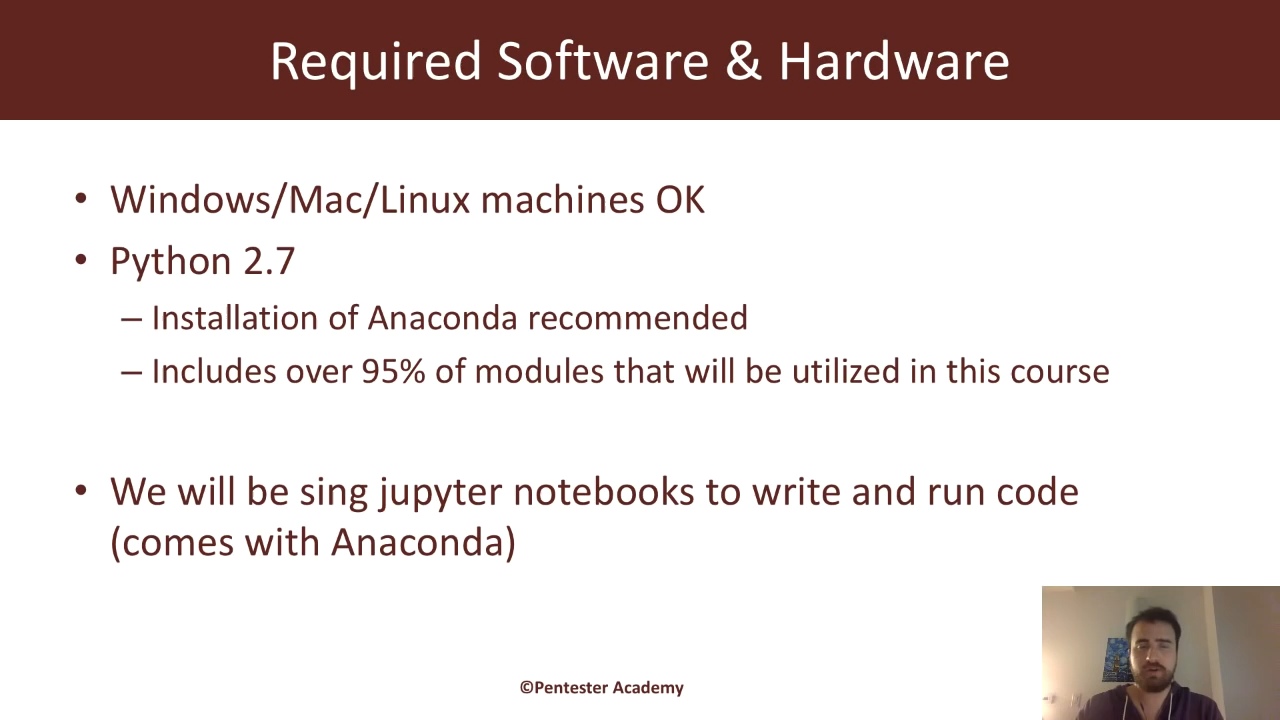 Required Software & Hardware
• Windows/Mac/Linux machines OK
• Python 2.7
– Installation of Anaconda recommended
– Includes over 95% of modules that will be utilized in this course
• We will be sing jupyter notebooks to write and run code
(comes with Anaconda)
©Pentester Academy